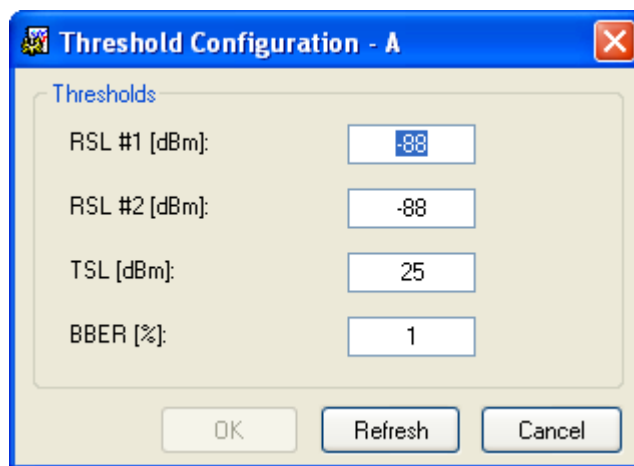 Threshold Configuration - A
Thresholds
RSL #1 [dBm]: -88
RSL #2 [dBm]: -88
TSL [dBm]: 25
BBER [%]: 1
OK Refresh Cancel